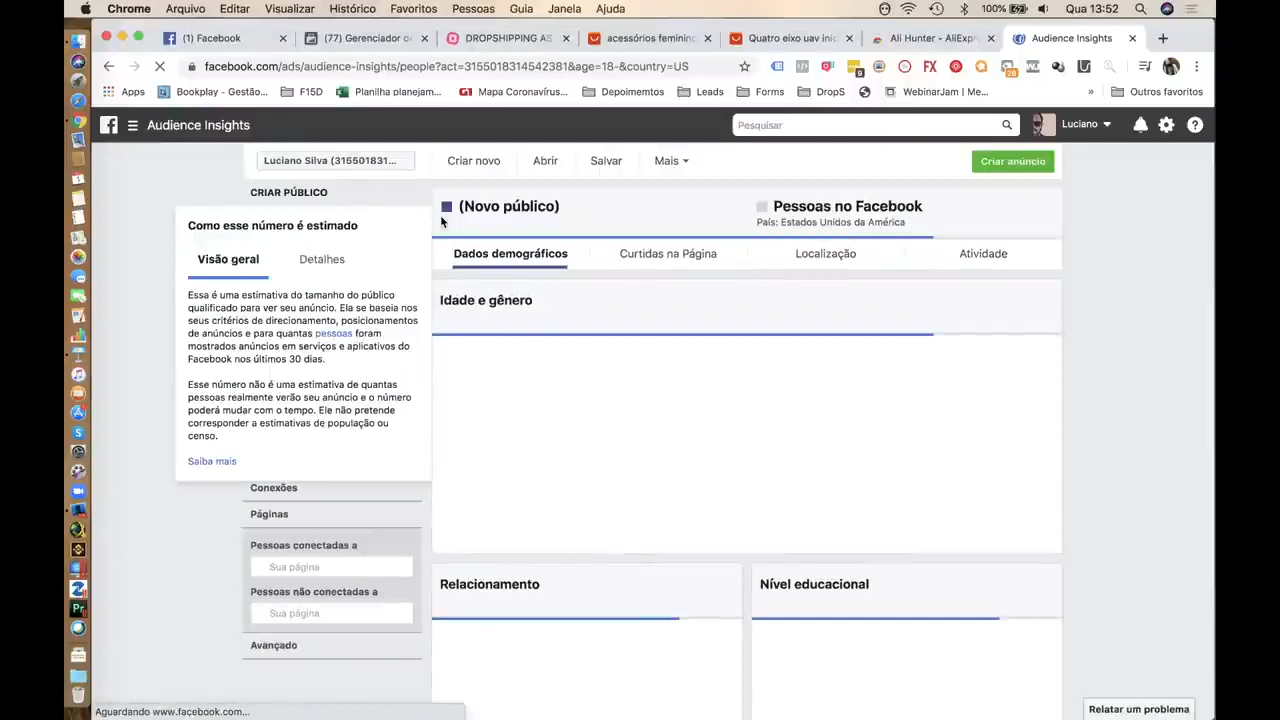 Chrome Arquivo Editar Visualizar Histórico Favoritos Pessoas Guia Janela Ajuda 100% Qua 13:52
(1) Facebook
(77) Gerenciador de
DROPSHIPPING AS
acessórios feminino
Quatro eixo uav inic
Ali Hunter - AliExpr
Audience Insights
facebook.com/ads/audience-insights/people?act=3155018314542381&age=18-&country=US
Apps Bookplay - Gestão... F15D Planilha planejam... Mapa Coronavírus... Depoimentos Leads Forms DropS WebinarJam | Me... » Outros favoritos
Audience Insights
Pesquisar
Luciano
Luciano Silva (315501831...
Criar novo
Abrir
Salvar
Mais
Criar anúncio
CRIAR PÚBLICO
Como esse número é estimado
Visão geral
Detalhes
Essa é uma estimativa do tamanho do público
qualificado para ver seu anúncio. Ela se baseia nos
seus critérios de direcionamento, posicionamentos
de anúncios e para quantas pessoas foram
mostrados anúncios em serviços e aplicativos do
Facebook nos últimos 30 dias.
Esse número não é uma estimativa de quantas
pessoas realmente verão seu anúncio e o número
poderá mudar com o tempo. Ele não pretende
corresponder a estimativas de população ou
censo.
Saiba mais
Conexões
Páginas
Pessoas conectadas a
Sua página
Pessoas não conectadas a
Sua página
Avançado
(Novo público)
Pessoas no Facebook
País: Estados Unidos da América
Dados demográficos
Curtidas na Página
Localização
Atividade
Idade e gênero
Relacionamento
Nível educacional
Aguardando www.facebook.com...
Relatar um problema